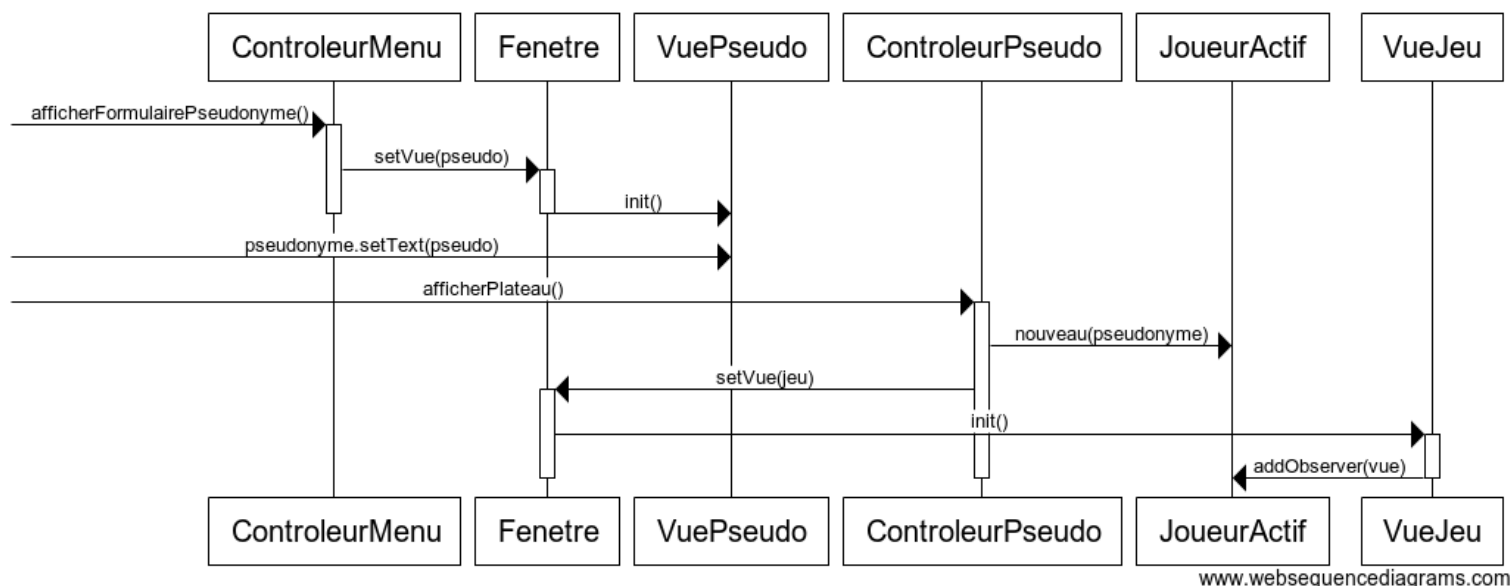 ControleurMenu
Fenetre
VuePseudo
ControleurPseudo
JoueurActif
VueJeu
afficherFormulairePseudonyme()
setVue(pseudo)
init()
pseudonyme.setText(pseudo)
afficherPlateau()
nouveau(pseudonyme)
setVue(jeu)
init()
addObserver(vue)
ControleurMenu
Fenetre
VuePseudo
ControleurPseudo
JoueurActif
VueJeu
www.websequencediagrams.com